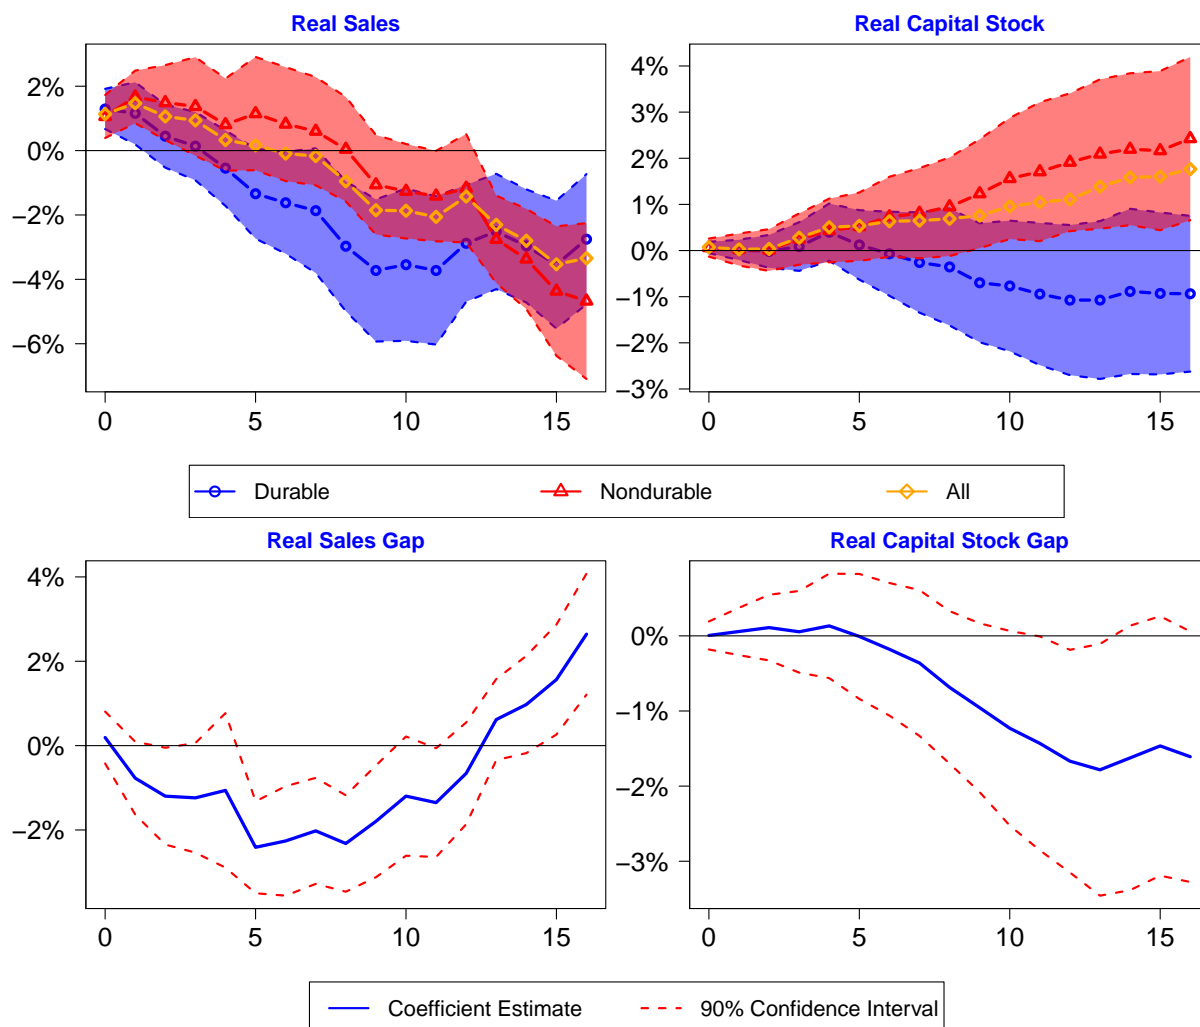 Real Sales
Real Capital Stock
2%
0%
−2%
−4%
−6%
0 5 10 15
4%
3%
2%
1%
0%
−1%
−2%
−3%
0 5 10 15
Durable Nondurable All
Real Sales Gap
Real Capital Stock Gap
4%
2%
0%
−2%
0 5 10 15
0%
−1%
−2%
−3%
0 5 10 15
Coefficient Estimate 90% Confidence Interval